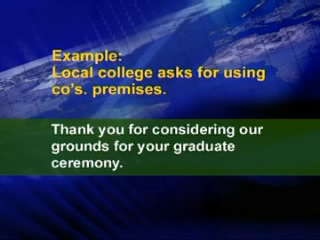 Example:
Local college asks for using
co's. premises.
Thank you for considering our
grounds for your graduate
ceremony.